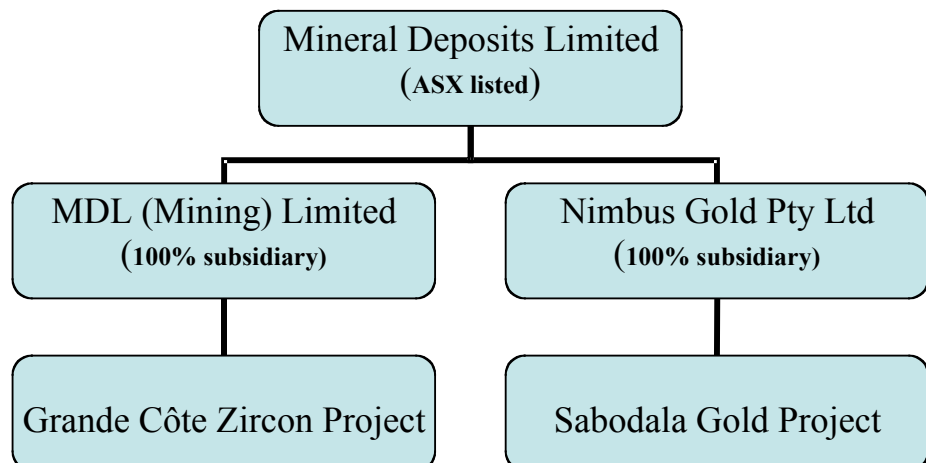 Mineral Deposits Limited
(ASX listed)
MDL (Mining) Limited
(100% subsidiary)
Nimbus Gold Pty Ltd
(100% subsidiary)
Grande Côte Zircon Project
Sabodala Gold Project